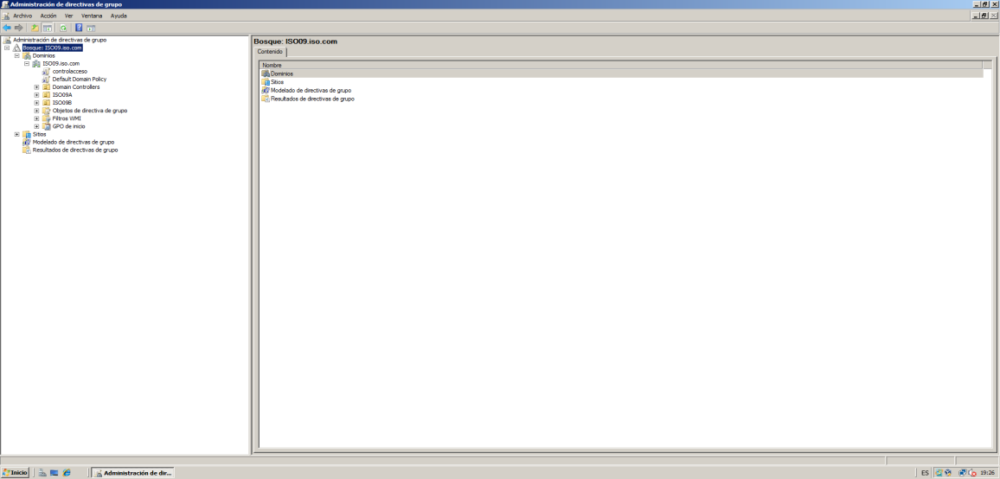 Administración de directivas de grupo
Archivo Acción Ver Ventana Ayuda
Administración de directivas de grupo
Bosque: ISO09.iso.com
Dominios
ISO09.iso.com
controlacceso
Default Domain Policy
Domain Controllers
ISO09A
ISO09B
Objetos de directiva de grupo
Filtros WMI
GPO de inicio
Sitios
Modelado de directivas de grupo
Resultados de directivas de grupo
Bosque: ISO09.iso.com
Contenido
Nombre
Dominios
Sitios
Modelado de directivas de grupo
Resultados de directivas de grupo
Inicio
Administración de dir...
ES
19:26